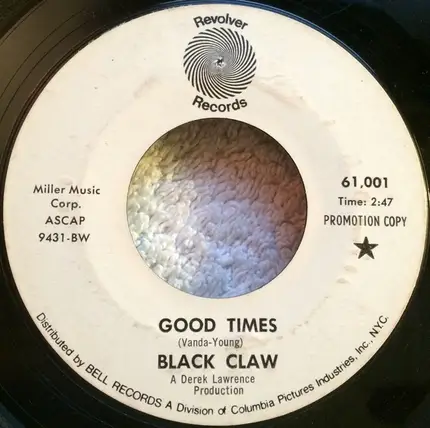 Revolver
Records
Miller Music
Corp.
ASCAP
9431-BW
61,001
Time: 2:47
PROMOTION COPY
GOOD TIMES
(Vanda-Young)
BLACK CLAW
A Derek Lawrence
Production
Distributed by BELL RECORDS A Division of Columbia Pictures Industries, Inc., N.Y.C.